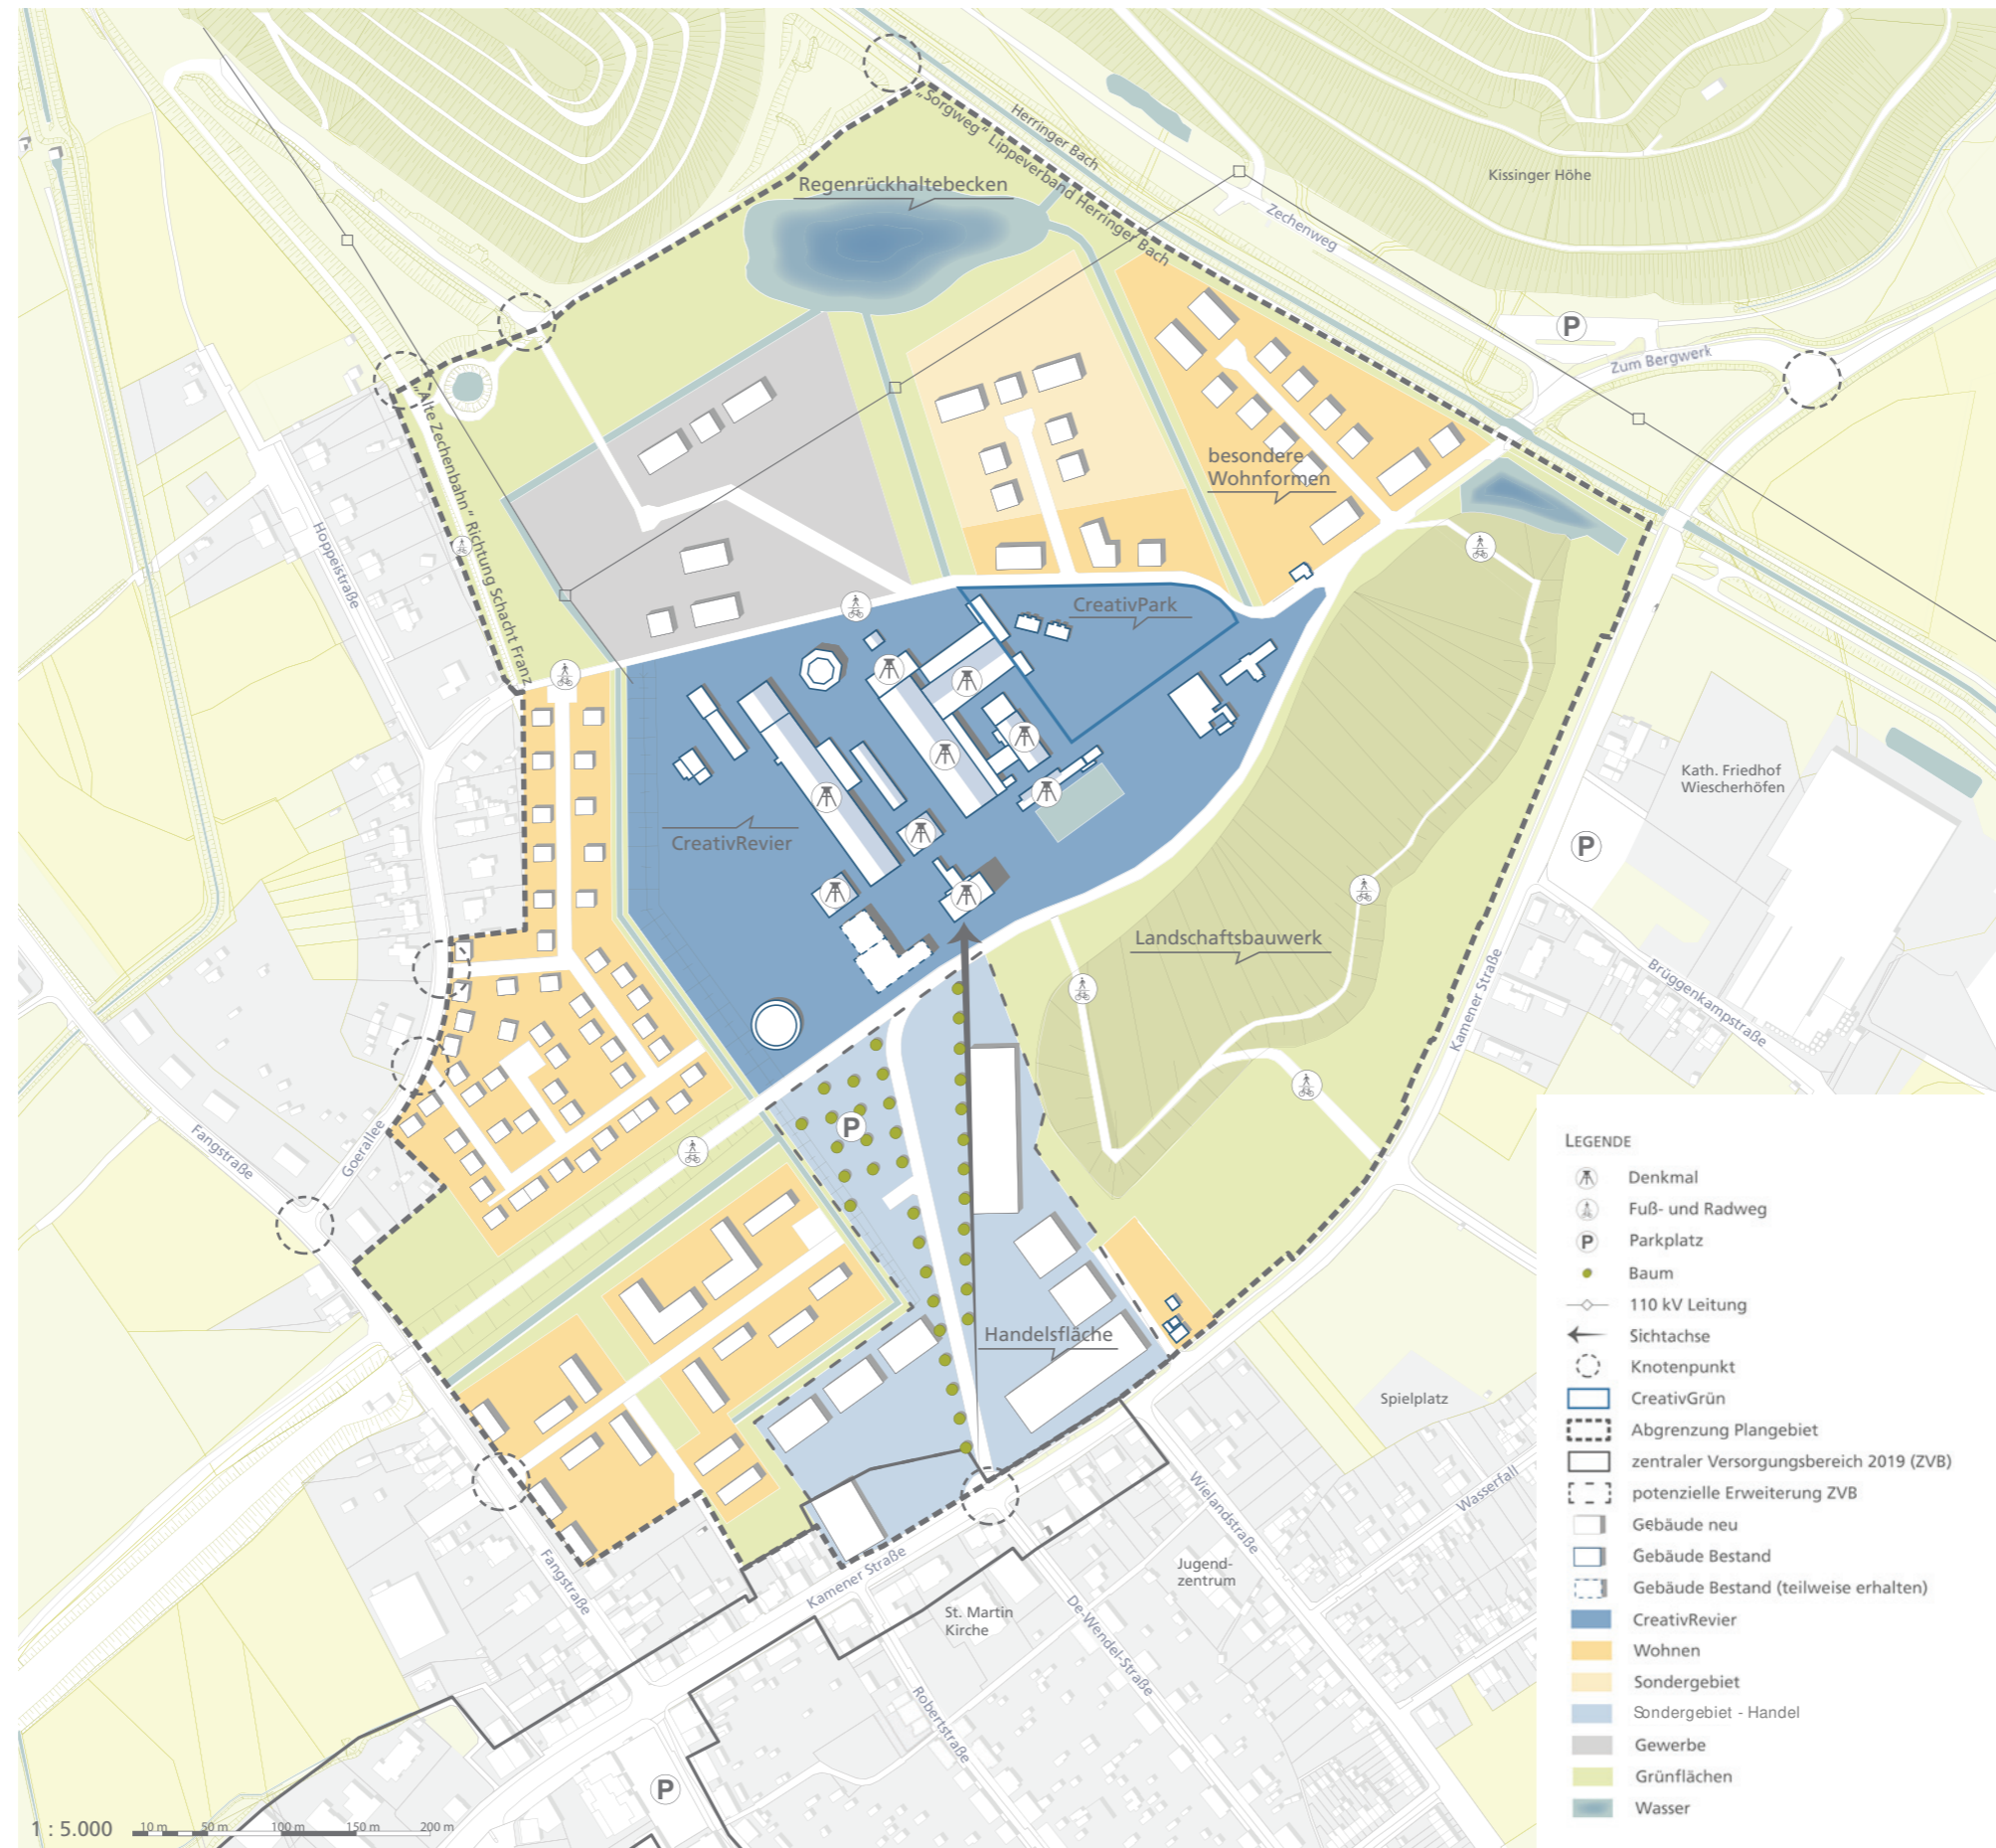 „Sorgweg“ Lippeverband Herringer Bach
Herringer Bach
Regenrückhaltebecken
Kissinger Höhe
Zechenweg
P
Zum Bergwerk
„Alte Zechenbahn“ Richtung Schacht Franz
Hoppeistraße
besondere
Wohnformen
CreativPark
CreativRevier
Kath. Friedhof
Wiescherhöfen
P
Landschaftsbauwerk
Kamener Straße
Brüggenkampstraße
Fangstraße
Goerallee
P
Handelsfläche
Spielplatz
Wasserfall
Wielandstraße
Jugend-
zentrum
Fangstraße
Kamener Straße
St. Martin
Kirche
De-Wendel-Straße
Robertstraße
P
1 : 5.000
10 m 50 m 100 m 150 m 200 m
LEGENDE
Denkmal
Fuß- und Radweg
P Parkplatz
Baum
110 kV Leitung
Sichtachse
Knotenpunkt
CreativGrün
Abgrenzung Plangebiet
zentraler Versorgungsbereich 2019 (ZVB)
potenzielle Erweiterung ZVB
Gebäude neu
Gebäude Bestand
Gebäude Bestand (teilweise erhalten)
CreativRevier
Wohnen
Sondergebiet
Sondergebiet - Handel
Gewerbe
Grünflächen
Wasser